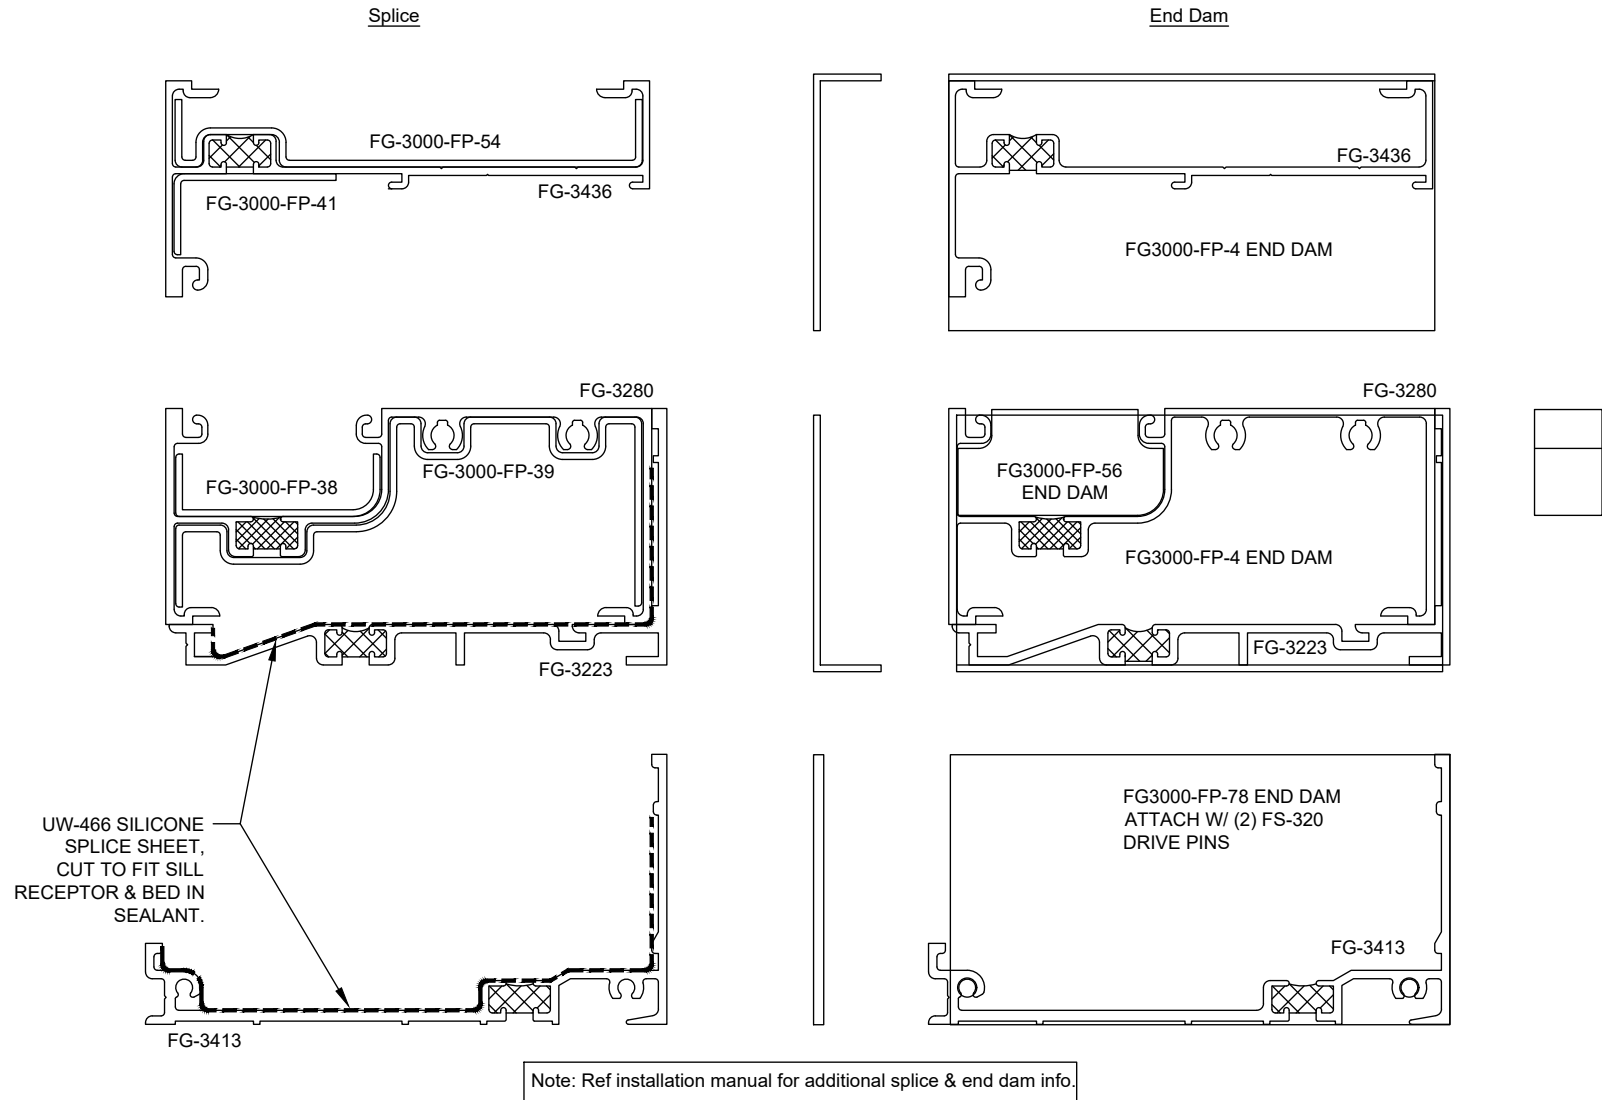 Splice
End Dam
FG-3000-FP-54
FG-3436
FG-3000-FP-41
FG-3436
FG3000-FP-4 END DAM
FG-3280
FG-3000-FP-39
FG-3000-FP-38
FG-3223
FG-3280
FG3000-FP-56
END DAM
FG3000-FP-4 END DAM
FG-3223
UW-466 SILICONE
SPLICE SHEET,
CUT TO FIT SILL
RECEPTOR & BED IN
SEALANT.
FG-3413
FG3000-FP-78 END DAM
ATTACH W/ (2) FS-320
DRIVE PINS
FG-3413
Note: Ref installation manual for additional splice & end dam info.